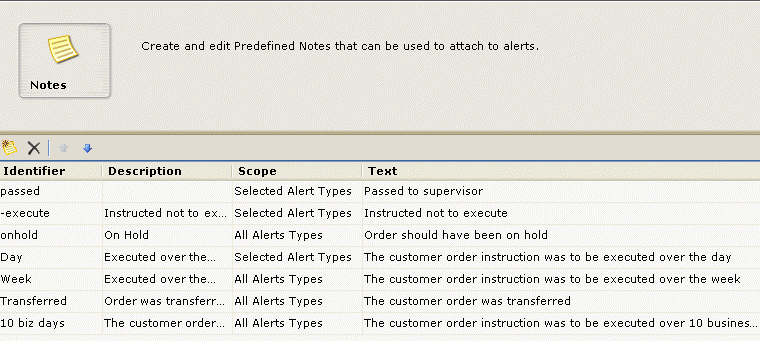 Create and edit Predefined Notes that can be used to attach to alerts.
Notes
Identifier Description Scope Text
passed Selected Alert Types Passed to supervisor
-execute Instructed not to ex... Selected Alert Types Instructed not to execute
onhold On Hold All Alerts Types Order should have been on hold
Day Executed over the... Selected Alert Types The customer order instruction was to be executed over the day
Week Executed over the... All Alerts Types The customer order instruction was to be executed over the week
Transferred Order was transferr... All Alerts Types The customer order was transferred
10 biz days The customer order... All Alerts Types The customer order instruction was to be executed over 10 busines...